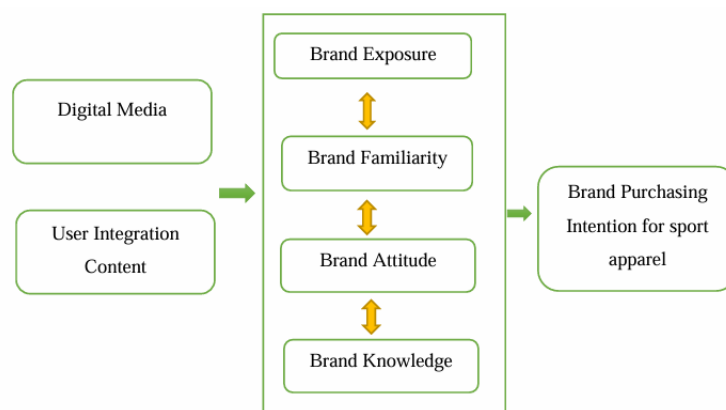 Digital Media
User Integration
Content
Brand Exposure
Brand Familiarity
Brand Attitude
Brand Knowledge
Brand Purchasing
Intention for sport
apparel